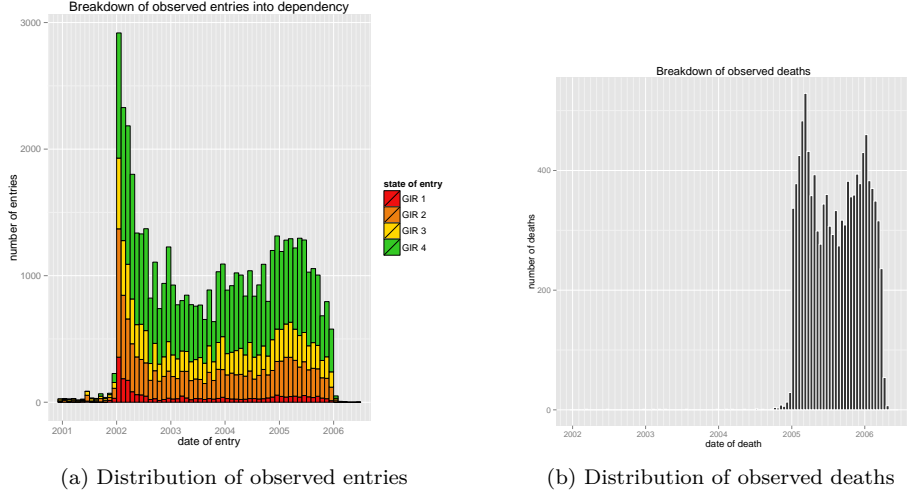 Breakdown of observed entries into dependency
number of entries
3000
2000
1000
0
2001
2002
2003
2004
2005
2006
date of entry
state of entry
GIR 1
GIR 2
GIR 3
GIR 4
(a) Distribution of observed entries
Breakdown of observed deaths
number of deaths
400
200
0
2002
2003
2004
2005
2006
date of death
(b) Distribution of observed deaths